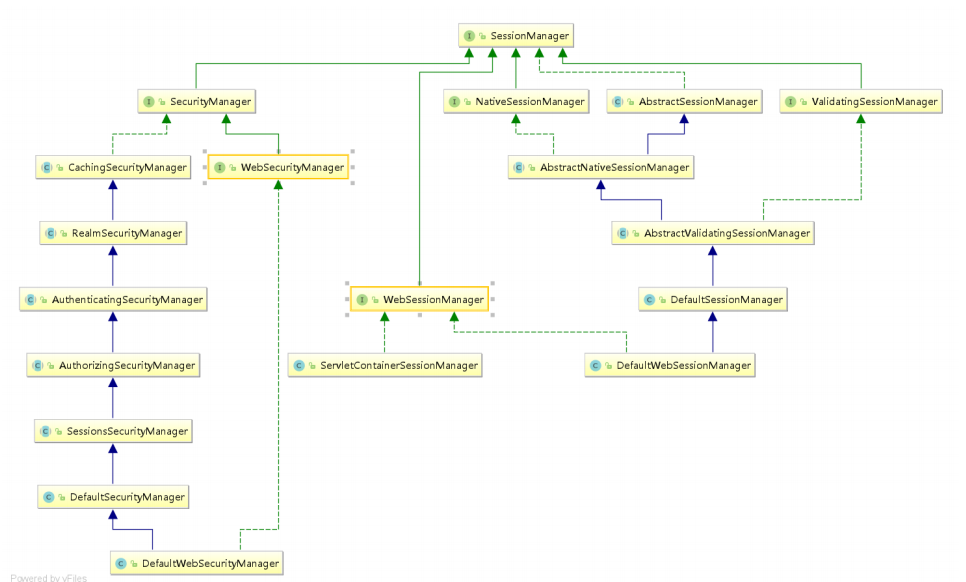 SessionManager
SecurityManager
NativeSessionManager
AbstractSessionManager
ValidatingSessionManager
CachingSecurityManager
WebSecurityManager
AbstractNativeSessionManager
RealmSecurityManager
AbstractValidatingSessionManager
AuthenticatingSecurityManager
WebSessionManager
DefaultSessionManager
AuthorizingSecurityManager
ServletContainerSessionManager
DefaultWebSessionManager
SessionsSecurityManager
DefaultSecurityManager
DefaultWebSecurityManager
Powered by yFiles